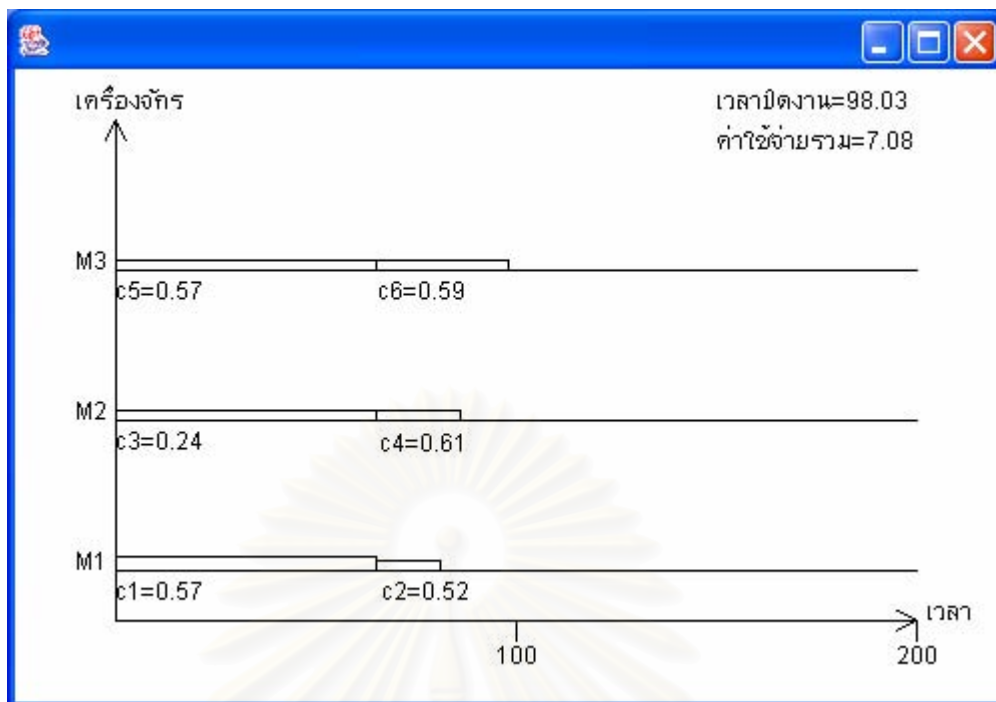 เครื่องจักร
เวลาปิดงาน=98.03
ค่าใช้จ่ายรวม=7.08
M3
c5=0.57 c6=0.59
M2
c3=0.24 c4=0.61
M1
c1=0.57 c2=0.52
เวลา
100 200